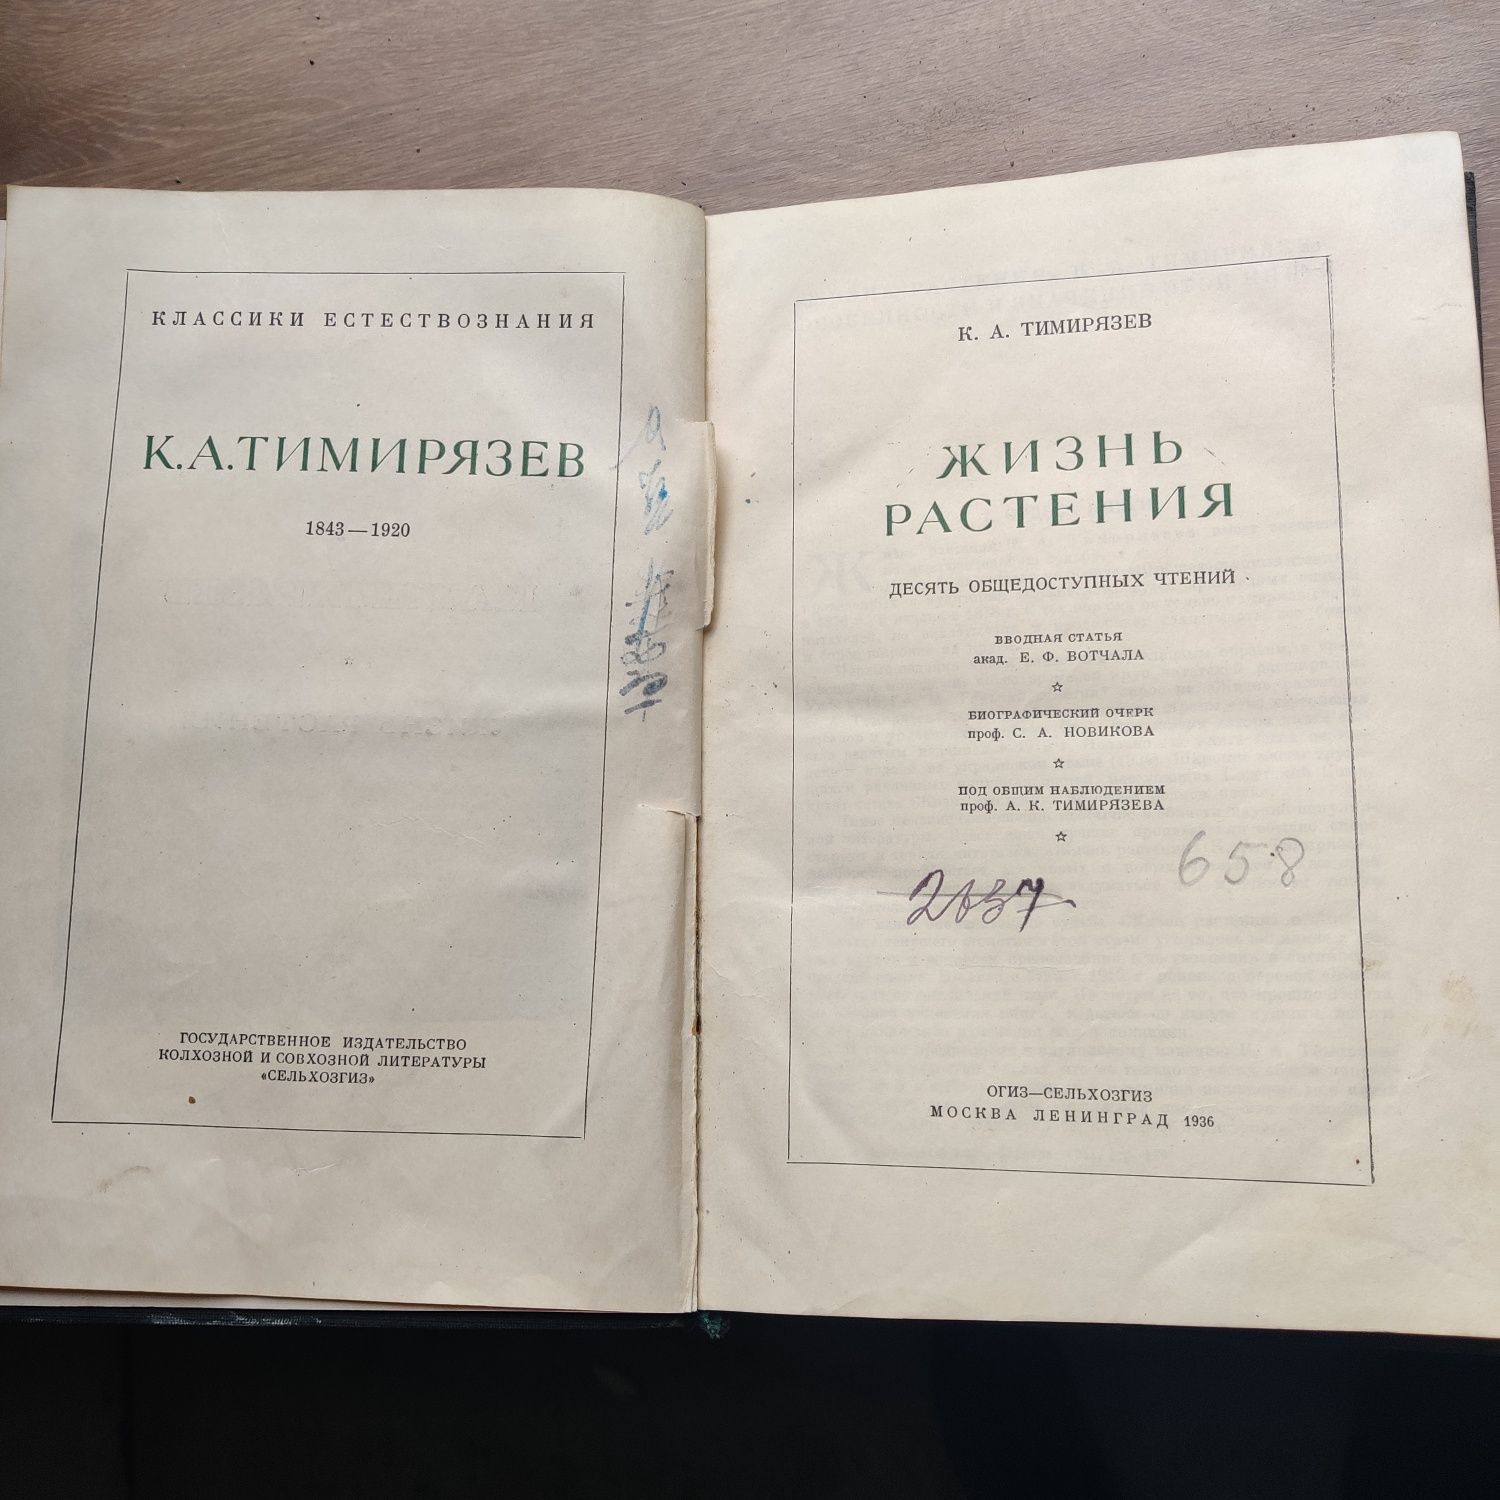 КЛАССИКИ ЕСТЕСТВОЗНАНИЯ
К.А.ТИМИРЯЗЕВ
1843—1920
ГОСУДАРСТВЕННОЕ ИЗДАТЕЛЬСТВО
КОЛХОЗНОЙ И СОВХОЗНОЙ ЛИТЕРАТУРЫ
«СЕЛЬХОЗГИЗ»
К. А. ТИМИРЯЗЕВ
ЖИЗНЬ
РАСТЕНИЯ
ДЕСЯТЬ ОБЩЕДОСТУПНЫХ ЧТЕНИЙ
ВВОДНАЯ СТАТЬЯ
акад. Е. Ф. ВОТЧАЛА
БИОГРАФИЧЕСКИЙ ОЧЕРК
проф. С. А. НОВИКОВА
ПОД ОБЩИМ НАБЛЮДЕНИЕМ
проф. А. К. ТИМИРЯЗЕВА
658
ОГИЗ—СЕЛЬХОЗГИЗ
МОСКВА ЛЕНИНГРАД 1936